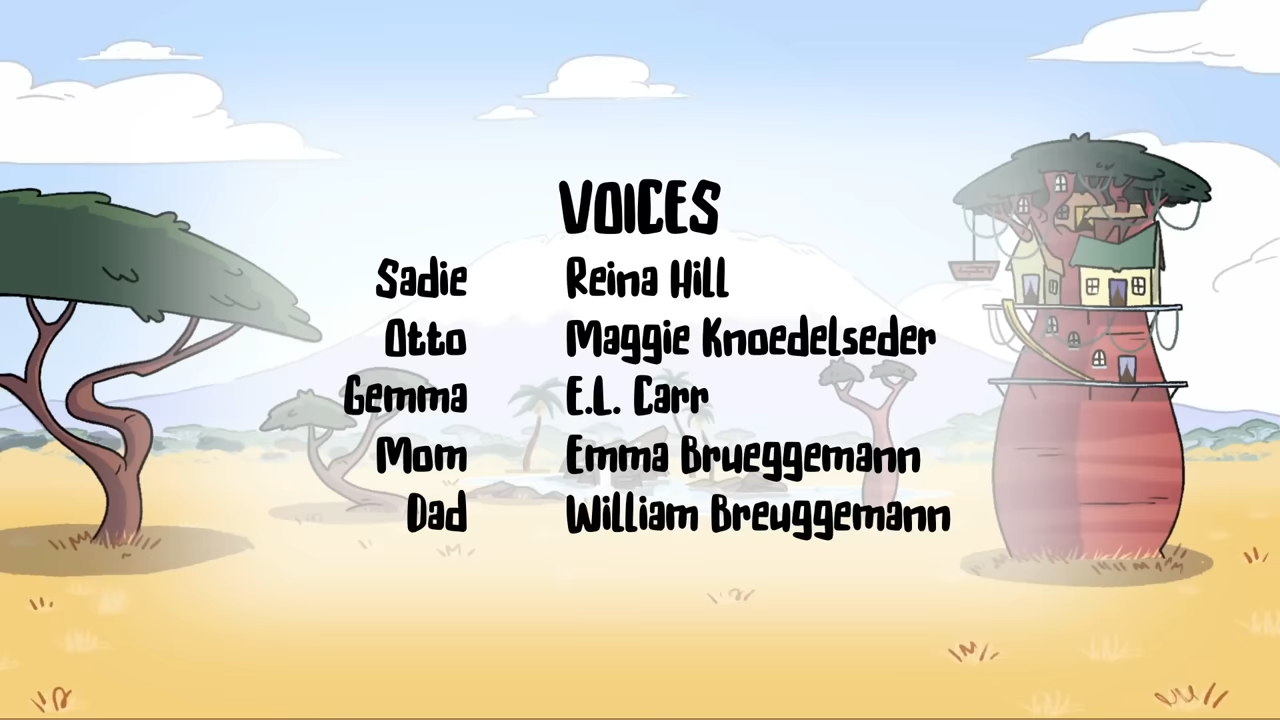 VOICES
Sadie Reina Hill
Otto Maggie Knoedelseder
Gemma E.L. Carr
Mom Emma Brueggemann
Dad William Breuggemann